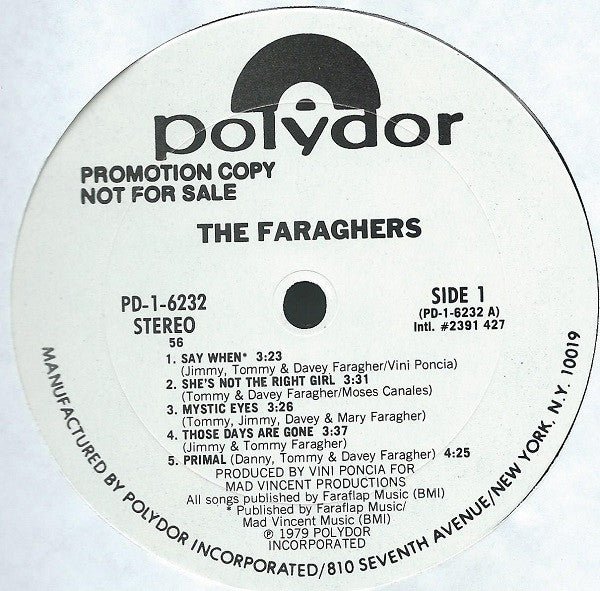 polydor
PROMOTION COPY
NOT FOR SALE
THE FARAGHERS
PD-1-6232
STEREO
56
SIDE 1
(PD-1-6232 A)
Intl. #2391 427
1. SAY WHEN* 3:23
(Jimmy, Tommy & Davey Faragher/Vini Poncia)
2. SHE'S NOT THE RIGHT GIRL 3:31
(Tommy & Davey Faragher/Moses Canales)
3. MYSTIC EYES 3:26
(Tommy, Jimmy, Davey & Mary Faragher)
4. THOSE DAYS ARE GONE 3:37
(Jimmy & Tommy Faragher)
5. PRIMAL (Danny, Tommy & Davey Faragher) 4:25
PRODUCED BY VINI PONCIA FOR
MAD VINCENT PRODUCTIONS
All songs published by Faraflap Music (BMI)
* Published by Faraflap Music/
Mad Vincent Music (BMI)
℗ 1979 POLYDOR
INCORPORATED
MANUFACTURED BY POLYDOR INCORPORATED/810 SEVENTH AVENUE/NEW YORK, N.Y. 10019